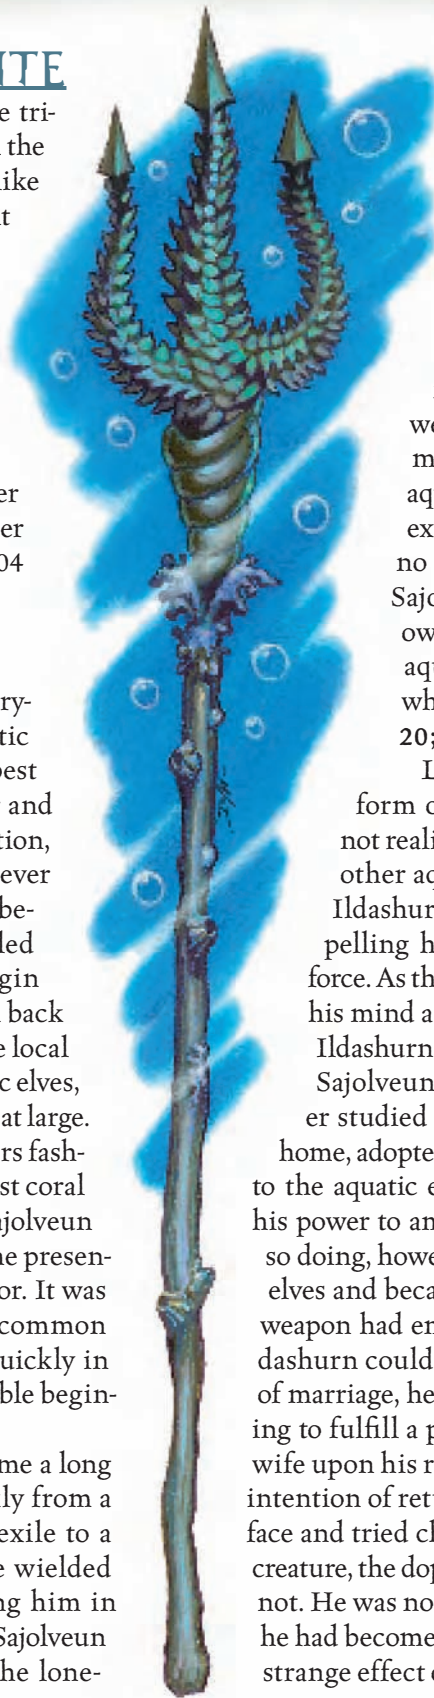 ITE
e tri-
the
like
t
er
er
04
ry-
tic
pest
and
tion,
ever
be-
led
gin
back
e local
c elves,
at large.
rs fash-
st coral
ajolveun
he presen-
or. It was
common
uickly in
ble begin-
me a long
ly from a
exile to a
e wielded
ng him in
Sajolveun
he lone-
we
m
aq
ex
no
Sajo
ow
aqu
wh
20;
L
form o
not reali
other aq
Ildashur
pelling h
force. As th
his mind a
Ildashurn
Sajolveun
er studied
home, adopte
to the aquatic e
his power to an
so doing, howe
elves and beca
weapon had en
dashurn could
of marriage, he
ing to fulfill a p
wife upon his r
intention of ret
face and tried cl
creature, the dop
not. He was no
he had become
strange effect o